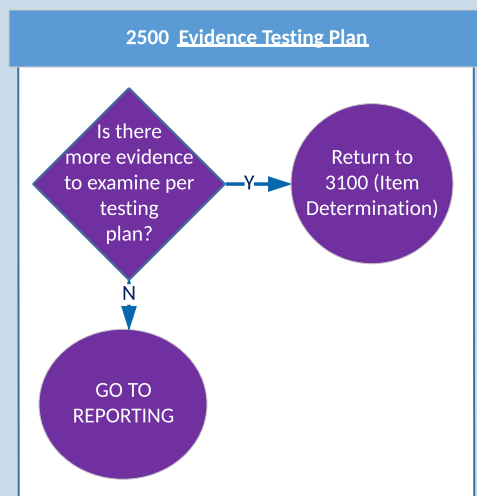 2500 Evidence Testing Plan
Is there
more evidence
to examine per
testing
plan?
Y
Return to
3100 (Item
Determination)
N
GO TO
REPORTING